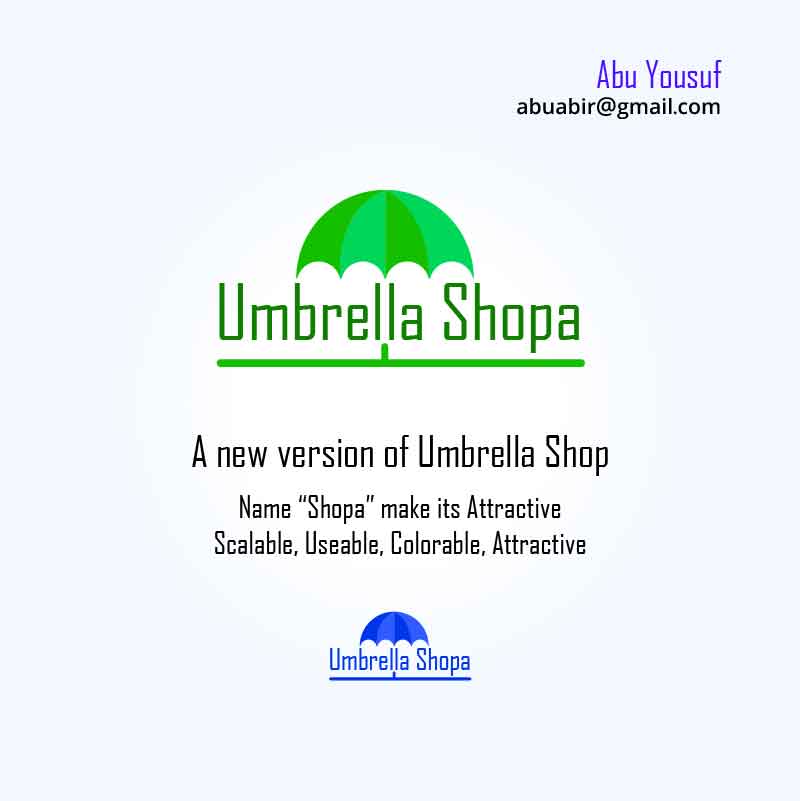 Abu Yousuf
abuabir@gmail.com
Umbrella Shopa
A new version of Umbrella Shop
Name “Shopa” make its Attractive
Scalable, Useable, Colorable, Attractive
Umbrella Shopa